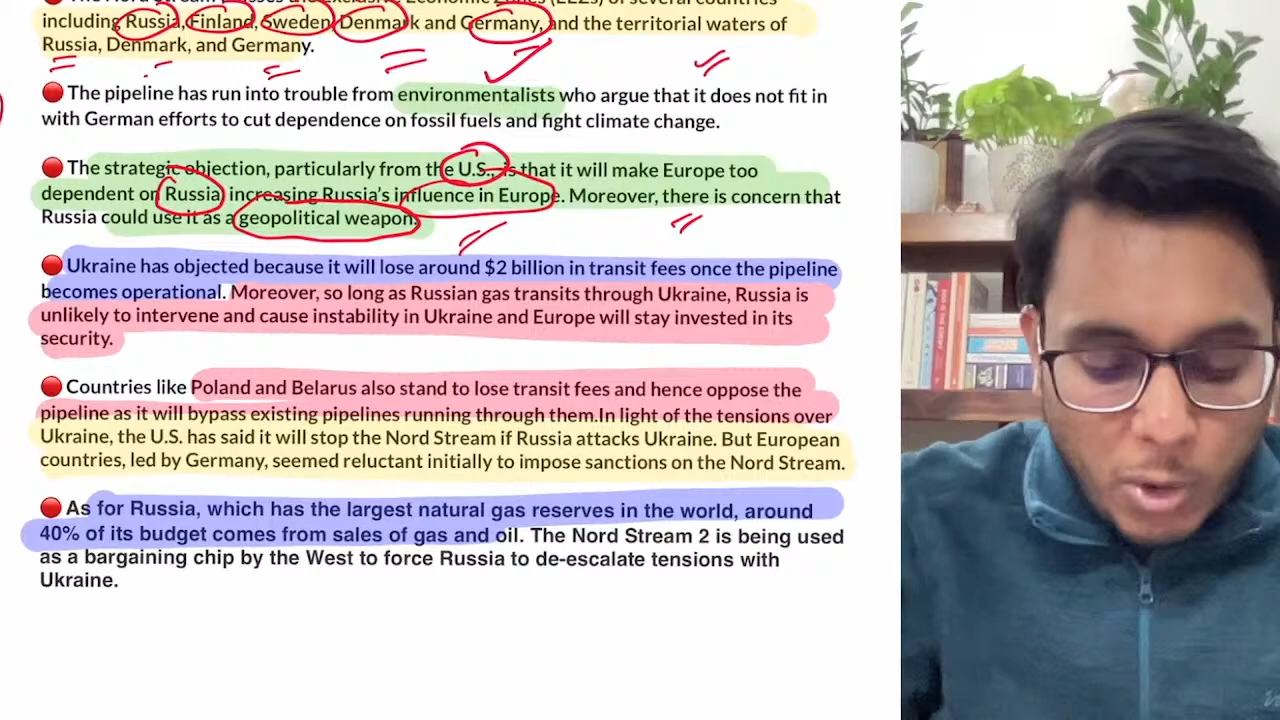 including Russia, Finland, Sweden, Denmark and Germany, and the territorial waters of
Russia, Denmark, and Germany.
The pipeline has run into trouble from environmentalists who argue that it does not fit in
with German efforts to cut dependence on fossil fuels and fight climate change.
The strategic objection, particularly from the U.S., is that it will make Europe too
dependent on Russia, increasing Russia's influence in Europe. Moreover, there is concern that
Russia could use it as a geopolitical weapon.
Ukraine has objected because it will lose around $2 billion in transit fees once the pipeline
becomes operational. Moreover, so long as Russian gas transits through Ukraine, Russia is
unlikely to intervene and cause instability in Ukraine and Europe will stay invested in its
security.
Countries like Poland and Belarus also stand to lose transit fees and hence oppose the
pipeline as it will bypass existing pipelines running through them.In light of the tensions over
Ukraine, the U.S. has said it will stop the Nord Stream if Russia attacks Ukraine. But European
countries, led by Germany, seemed reluctant initially to impose sanctions on the Nord Stream.
As for Russia, which has the largest natural gas reserves in the world, around
40% of its budget comes from sales of gas and oil. The Nord Stream 2 is being used
as a bargaining chip by the West to force Russia to de-escalate tensions with
Ukraine.